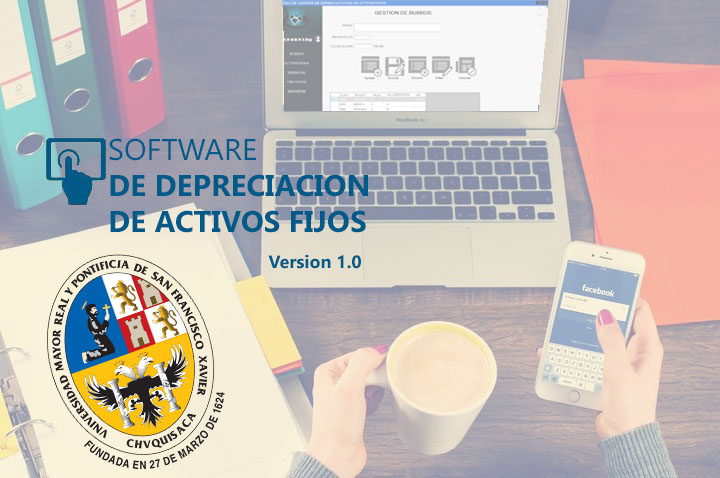 GESTION DE RUBROS
MacBook Air
SOFTWARE
DE DEPRECIACION
DE ACTIVOS FIJOS
Version 1.0
facebook
UNIVERSIDAD MAYOR REAL Y PONTIFICIA DE SAN FRANCISCO XAVIER
CHVQUISACA
FUNDADA EN 27 DE MARZO DE 1624